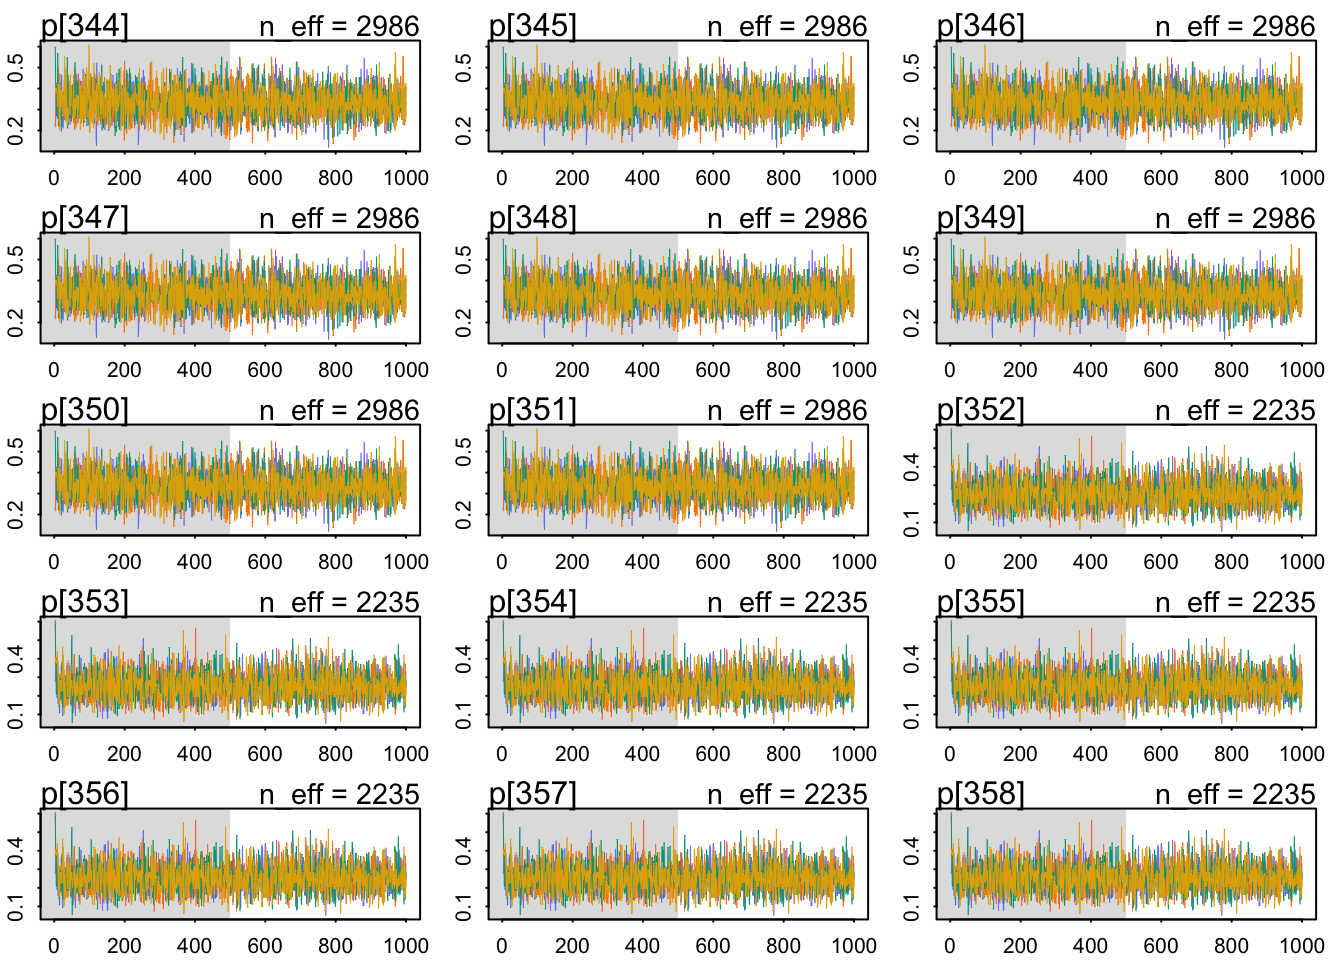 p[344] n_eff = 2986 p[345] n_eff = 2986 p[346] n_eff = 2986
0.5 0.5 0.5
0.2 0.2 0.2
0 200 400 600 800 1000 0 200 400 600 800 1000 0 200 400 600 800 1000
p[347] n_eff = 2986 p[348] n_eff = 2986 p[349] n_eff = 2986
0.5 0.5 0.5
0.2 0.2 0.2
0 200 400 600 800 1000 0 200 400 600 800 1000 0 200 400 600 800 1000
p[350] n_eff = 2986 p[351] n_eff = 2986 p[352] n_eff = 2235
0.5 0.5 0.4
0.2 0.2 0.1
0 200 400 600 800 1000 0 200 400 600 800 1000 0 200 400 600 800 1000
p[353] n_eff = 2235 p[354] n_eff = 2235 p[355] n_eff = 2235
0.4 0.4 0.4
0.1 0.1 0.1
0 200 400 600 800 1000 0 200 400 600 800 1000 0 200 400 600 800 1000
p[356] n_eff = 2235 p[357] n_eff = 2235 p[358] n_eff = 2235
0.4 0.4 0.4
0.1 0.1 0.1
0 200 400 600 800 1000 0 200 400 600 800 1000 0 200 400 600 800 1000